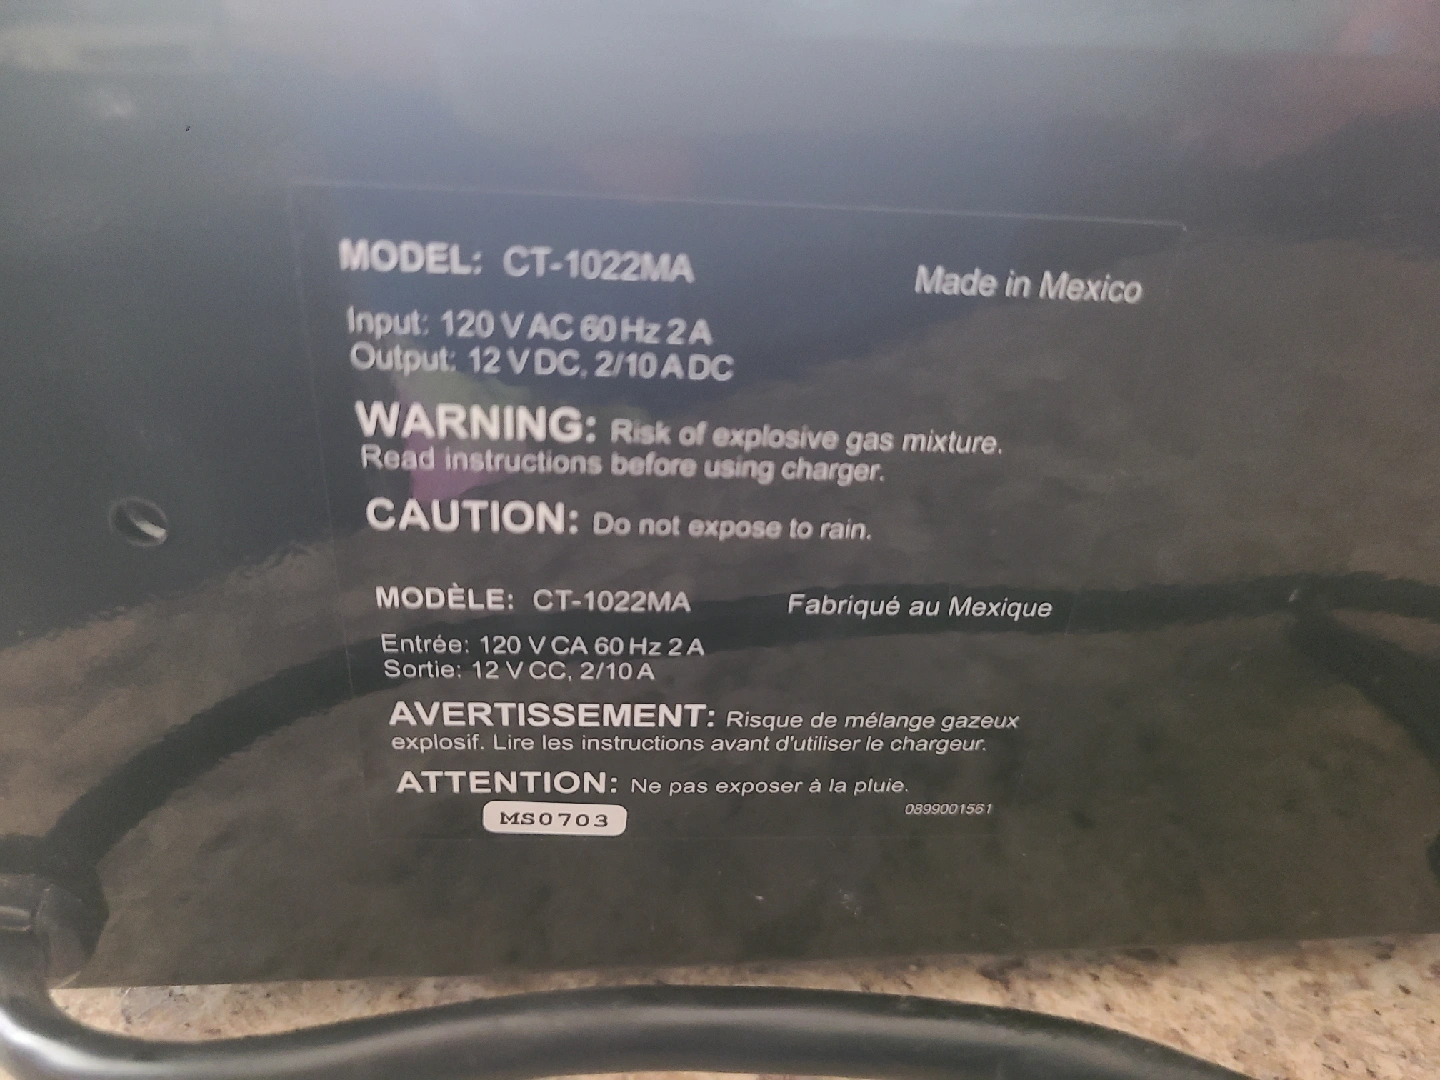 MODEL: CT-1022MA
Made in Mexico
Input: 120 V AC 60 Hz 2 A
Output: 12 V DC, 2/10 A DC
WARNING: Risk of explosive gas mixture.
Read instructions before using charger.
CAUTION: Do not expose to rain.
MODÈLE: CT-1022MA
Fabriqué au Mexique
Entrée: 120 V CA 60 Hz 2 A
Sortie: 12 V CC, 2/10 A
AVERTISSEMENT: Risque de mélange gazeux
explosif. Lire les instructions avant d'utiliser le chargeur.
ATTENTION: Ne pas exposer à la pluie.
MS0703
0899001561